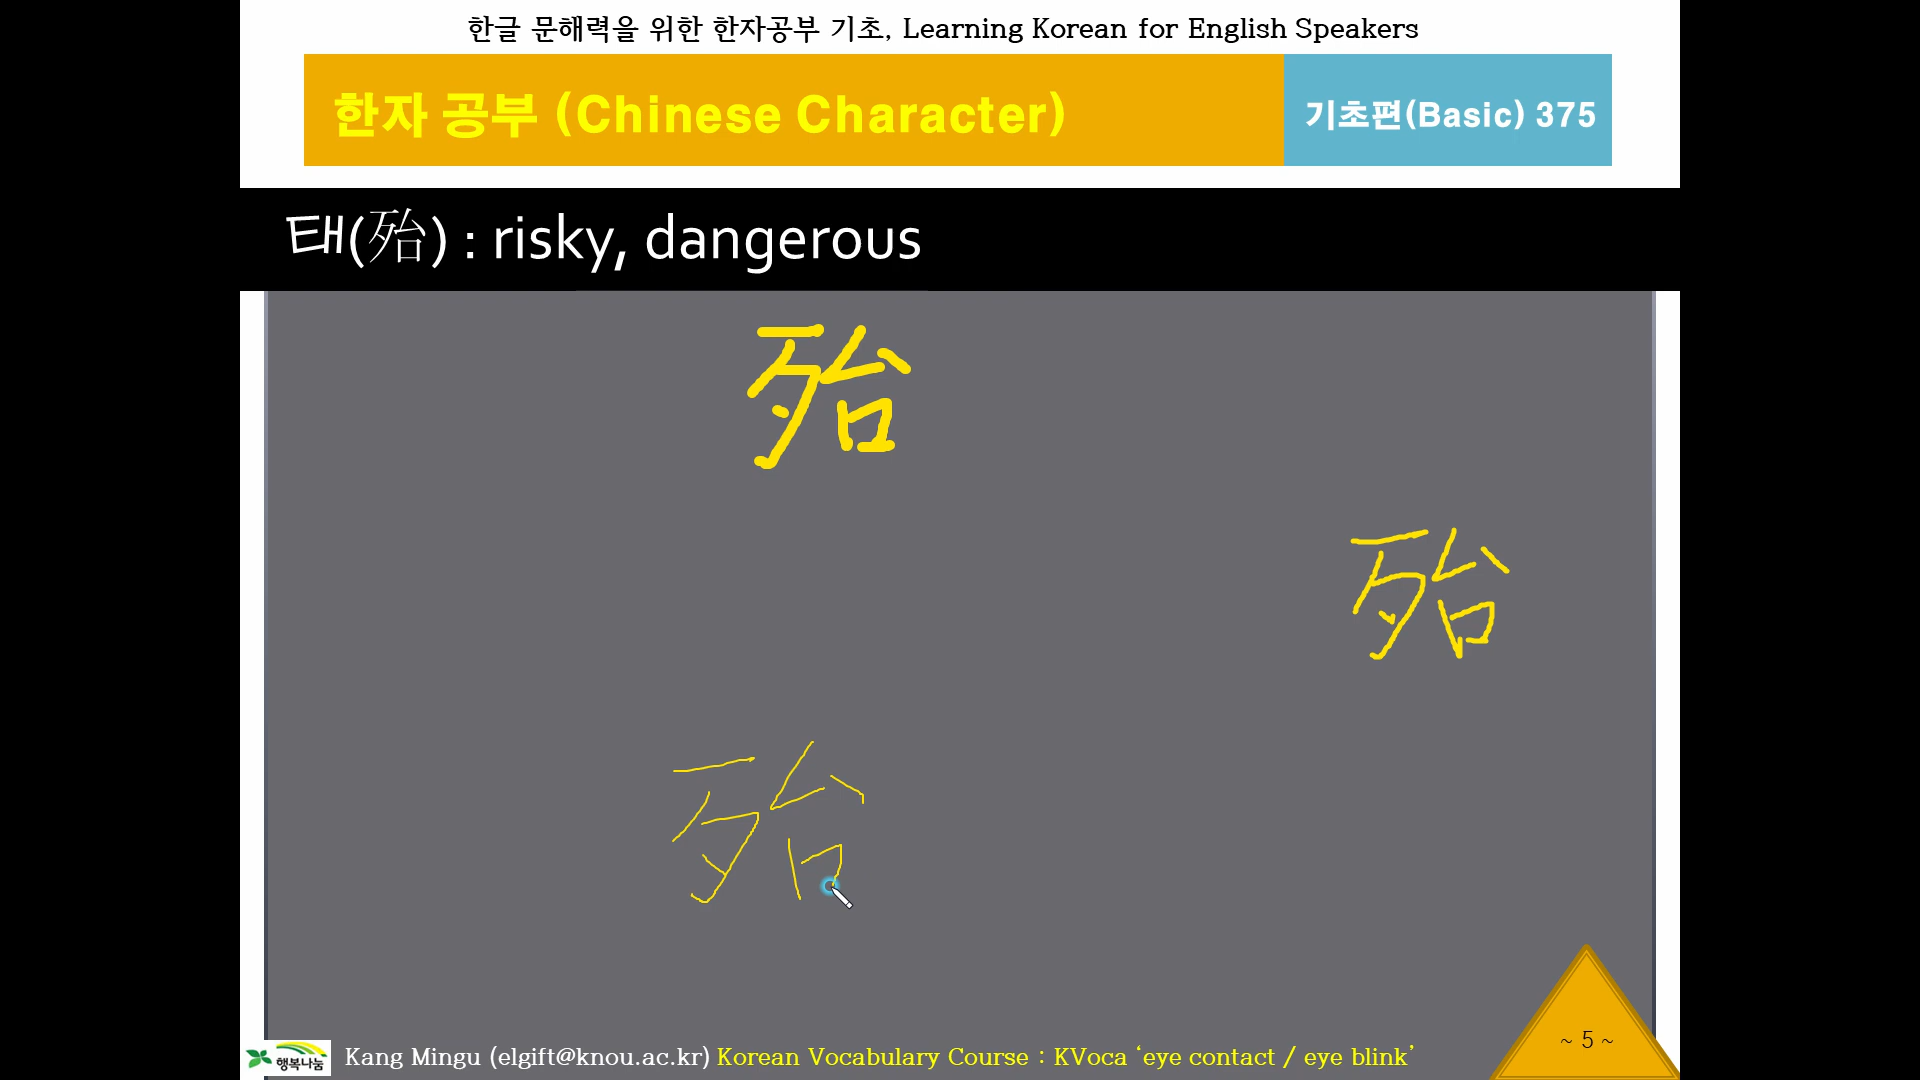 한글 문해력을 위한 한자공부 기초, Learning Korean for English Speakers
한자 공부 (Chinese Character)
기초편(Basic) 375
태(殆) : risky, dangerous
殆
殆
殆
~ 5 ~
행복나눔
Kang Mingu (elgift@knou.ac.kr) Korean Vocabulary Course : KVoca ‘eye contact / eye blink’